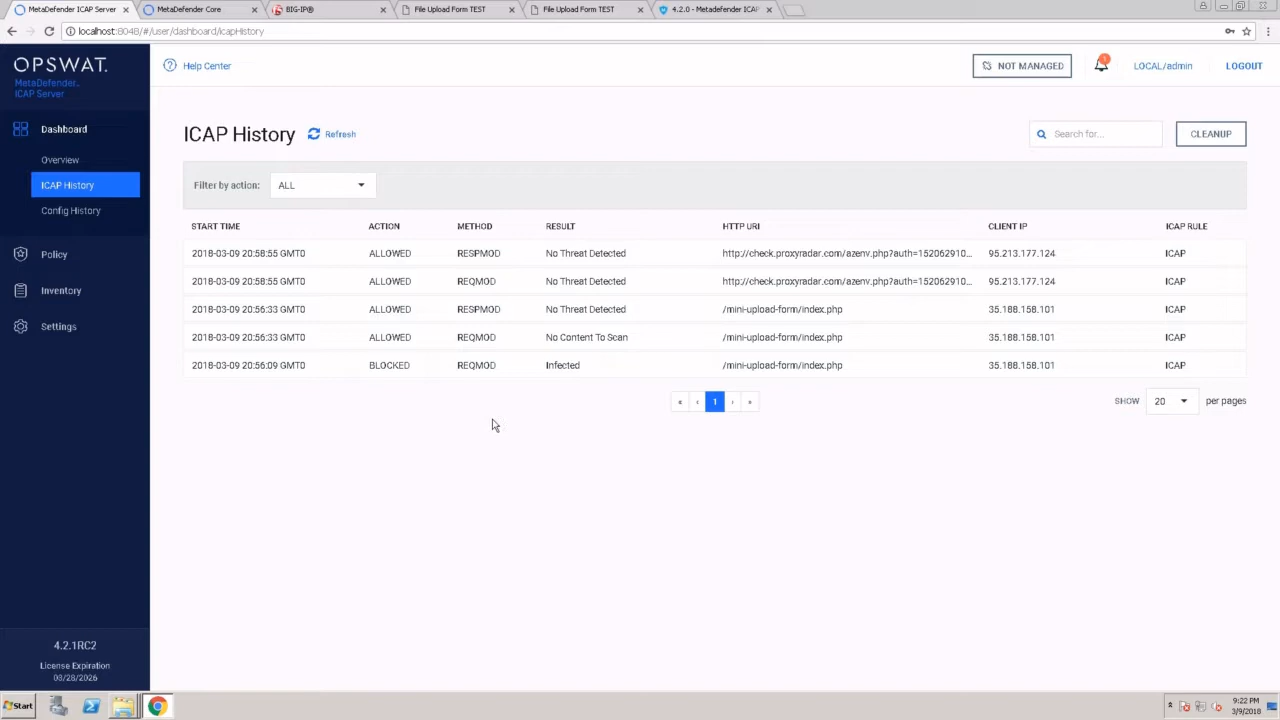 MetaDefender ICAP Server
MetaDefender Core
BIG-IP®
File Upload Form TEST
File Upload Form TEST
4.2.0 - Metadefender ICAP
localhost:8048/#/user/dashboard/icapHistory
OPSWAT.
MetaDefender
ICAP Server
Help Center
NOT MANAGED
1
LOCAL/admin
LOGOUT
Dashboard
Overview
ICAP History
Config History
Policy
Inventory
Settings
ICAP History
Refresh
Search for...
CLEANUP
Filter by action:
ALL
START TIME ACTION METHOD RESULT HTTP URI CLIENT IP ICAP RULE
2018-03-09 20:58:55 GMT0 ALLOWED RESPMOD No Threat Detected http://check.proxyradar.com/azenv.php?auth=152062910... 95.213.177.124 ICAP
2018-03-09 20:58:55 GMT0 ALLOWED REQMOD No Threat Detected http://check.proxyradar.com/azenv.php?auth=152062910... 95.213.177.124 ICAP
2018-03-09 20:56:33 GMT0 ALLOWED RESPMOD No Threat Detected /mini-upload-form/index.php 35.188.158.101 ICAP
2018-03-09 20:56:33 GMT0 ALLOWED REQMOD No Content To Scan /mini-upload-form/index.php 35.188.158.101 ICAP
2018-03-09 20:56:09 GMT0 BLOCKED REQMOD Infected /mini-upload-form/index.php 35.188.158.101 ICAP
« ‹ 1 › »
SHOW 20 per pages
4.2.1RC2
License Expiration
03/28/2026
Start
9:22 PM
3/9/2018